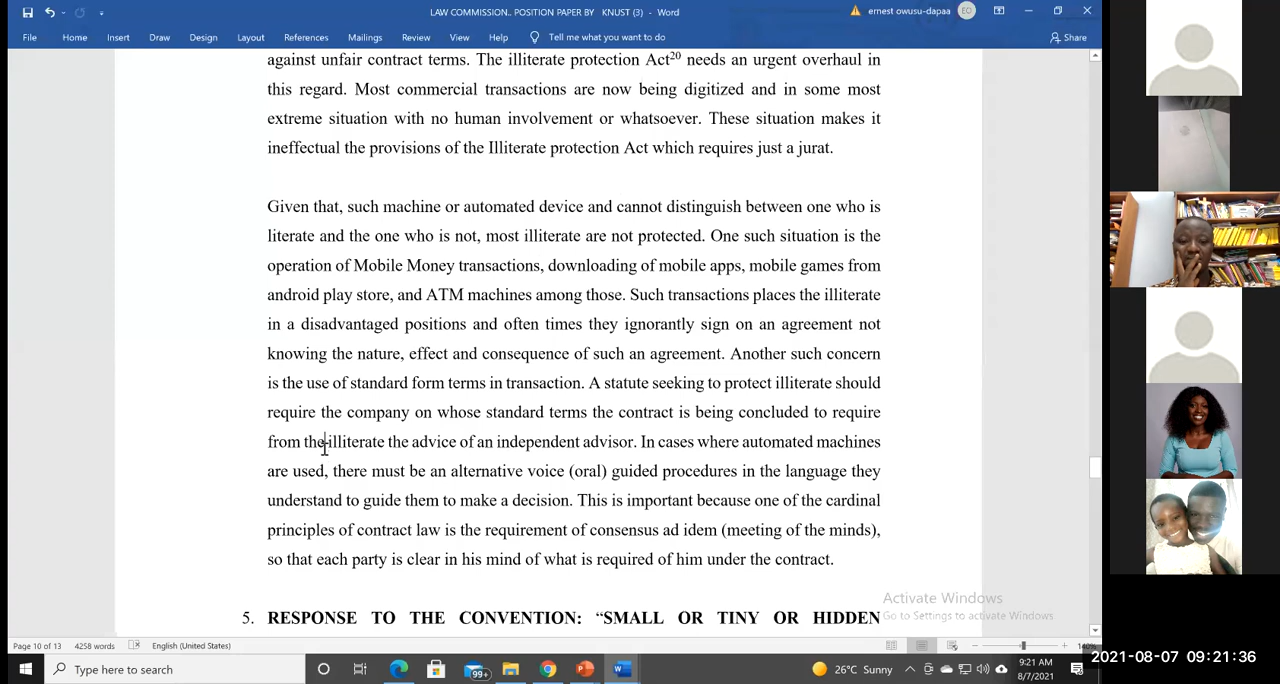 LAW COMMISSION.. POSITION PAPER BY KNUST (3) - Word
ernest owusu-dapaa
EO
File Home Insert Draw Design Layout References Mailings Review View Help Tell me what you want to do
Share
against unfair contract terms. The illiterate protection Act20 needs an urgent overhaul in
this regard. Most commercial transactions are now being digitized and in some most
extreme situation with no human involvement or whatsoever. These situation makes it
ineffectual the provisions of the Illiterate protection Act which requires just a jurat.
Given that, such machine or automated device and cannot distinguish between one who is
literate and the one who is not, most illiterate are not protected. One such situation is the
operation of Mobile Money transactions, downloading of mobile apps, mobile games from
android play store, and ATM machines among those. Such transactions places the illiterate
in a disadvantaged positions and often times they ignorantly sign on an agreement not
knowing the nature, effect and consequence of such an agreement. Another such concern
is the use of standard form terms in transaction. A statute seeking to protect illiterate should
require the company on whose standard terms the contract is being concluded to require
from the illiterate the advice of an independent advisor. In cases where automated machines
are used, there must be an alternative voice (oral) guided procedures in the language they
understand to guide them to make a decision. This is important because one of the cardinal
principles of contract law is the requirement of consensus ad idem (meeting of the minds),
so that each party is clear in his mind of what is required of him under the contract.
5. RESPONSE TO THE CONVENTION: “SMALL OR TINY OR HIDDEN
Activate Windows
Go to Settings to activate Windows.
Page 10 of 13 4258 words English (United States)
140%
Type here to search
99+
26°C Sunny
9:21 AM
8/7/2021
2021-08-07 09:21:36